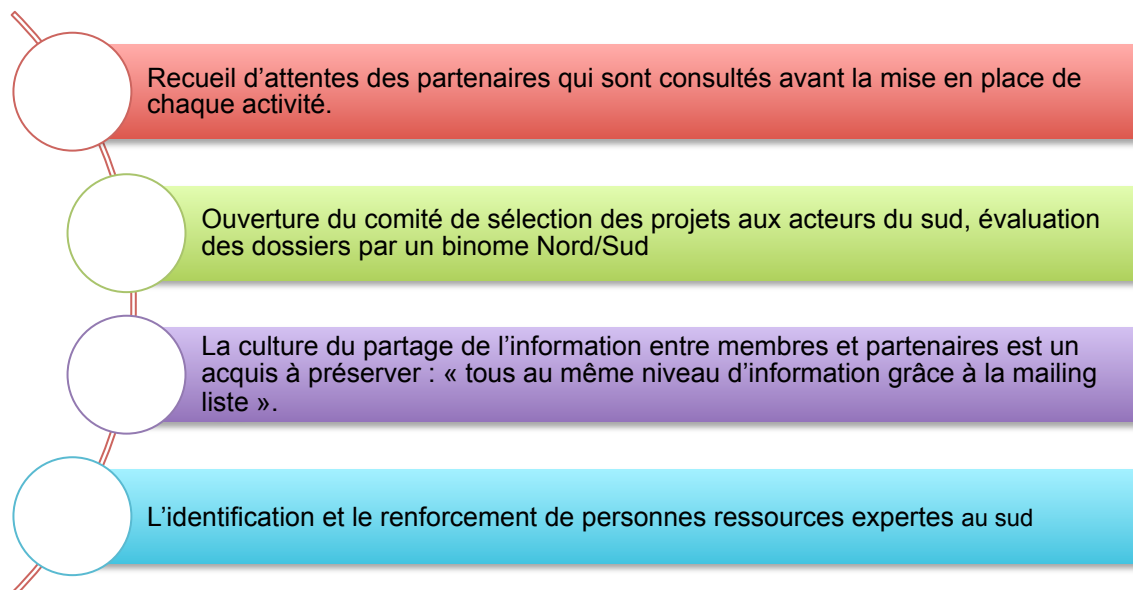 Recueil d’attentes des partenaires qui sont consultés avant la mise en place de
chaque activité.
Ouverture du comité de sélection des projets aux acteurs du sud, évaluation
des dossiers par un binome Nord/Sud
La culture du partage de l’information entre membres et partenaires est un
acquis à préserver : « tous au même niveau d’information grâce à la mailing
liste ».
L’identification et le renforcement de personnes ressources expertes au sud